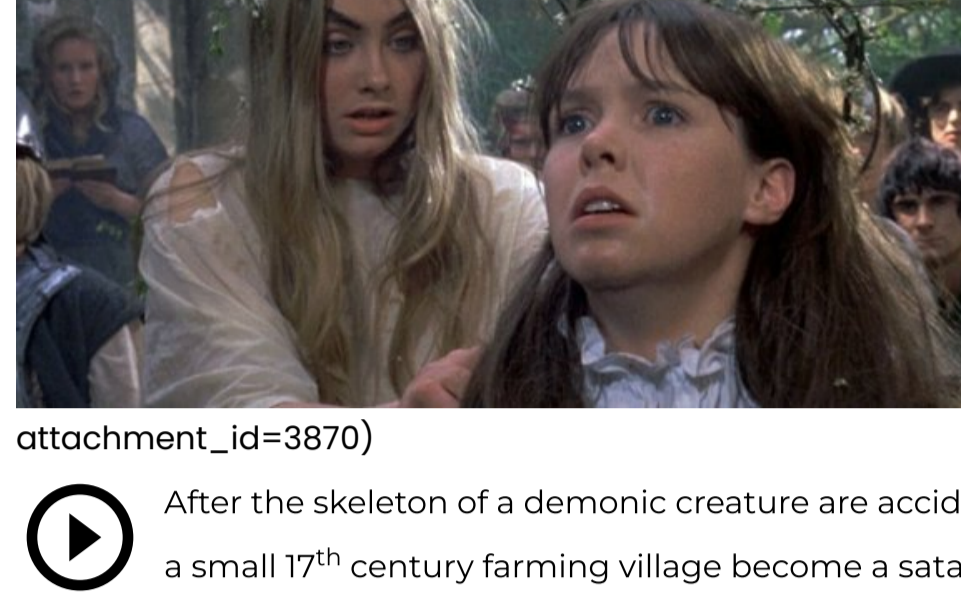 attachment_id=3870)
After the skeleton of a demonic creature are accid
a small 17th century farming village become a sata